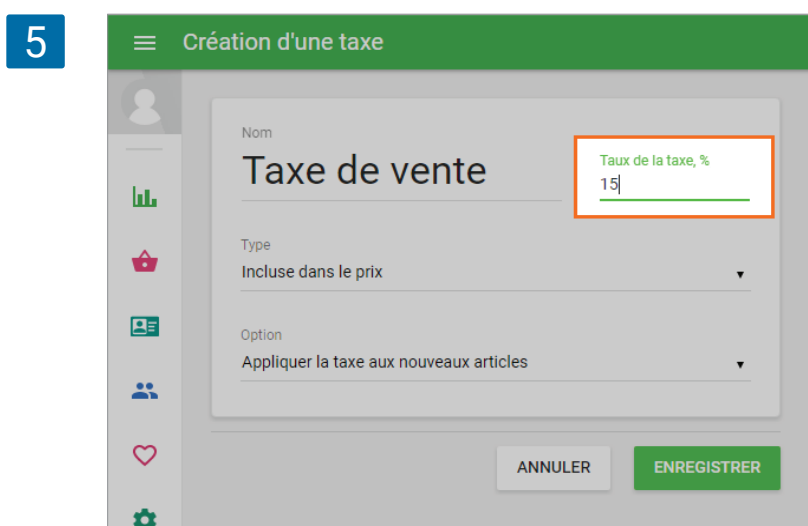 5
Création d'une taxe
Nom
Taxe de vente
Taux de la taxe, %
15
Type
Incluse dans le prix
Option
Appliquer la taxe aux nouveaux articles
ANNULER
ENREGISTRER